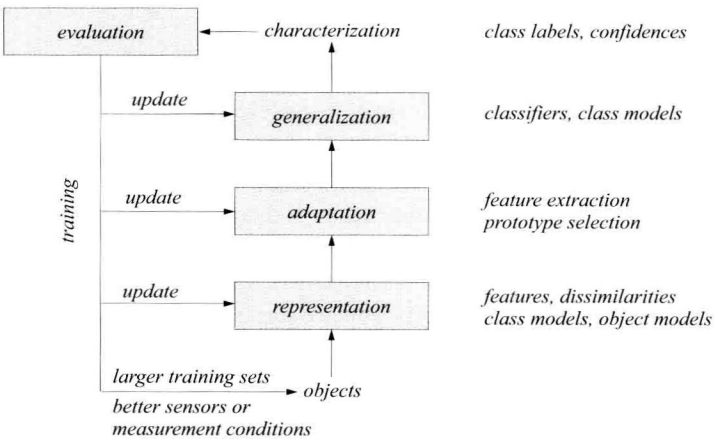 evaluation
characterization
class labels, confidences
update
generalization
classifiers, class models
training
update
adaptation
feature extraction
prototype selection
update
representation
features, dissimilarities
class models, object models
larger training sets
objects
better sensors or
measurement conditions